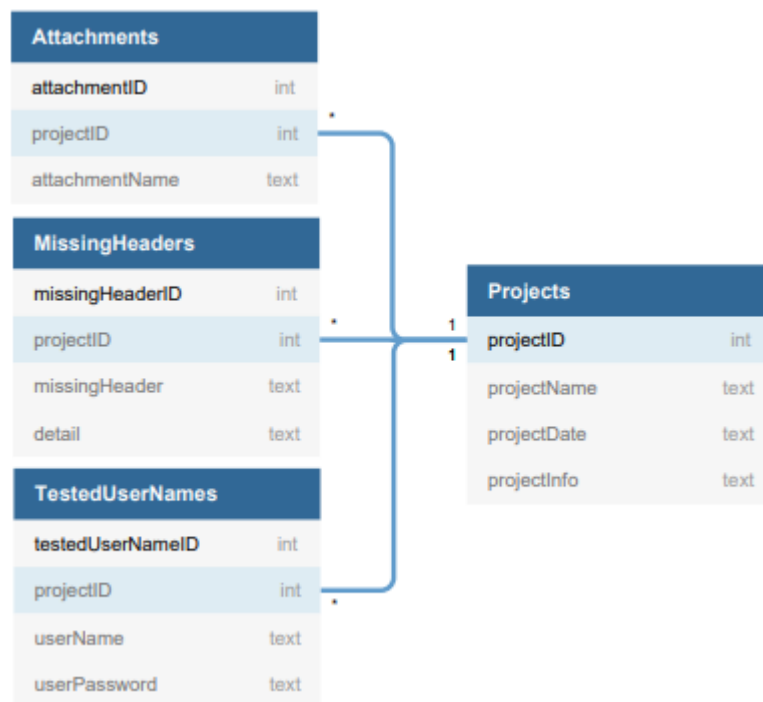 Attachments
attachmentID int
projectID int
attachmentName text
*
MissingHeaders
missingHeaderID int
projectID int
missingHeader text
detail text
*
TestedUserNames
testedUserNameID int
projectID int
userName text
userPassword text
*
Projects
1
projectID int
1
projectName text
projectDate text
projectInfo text